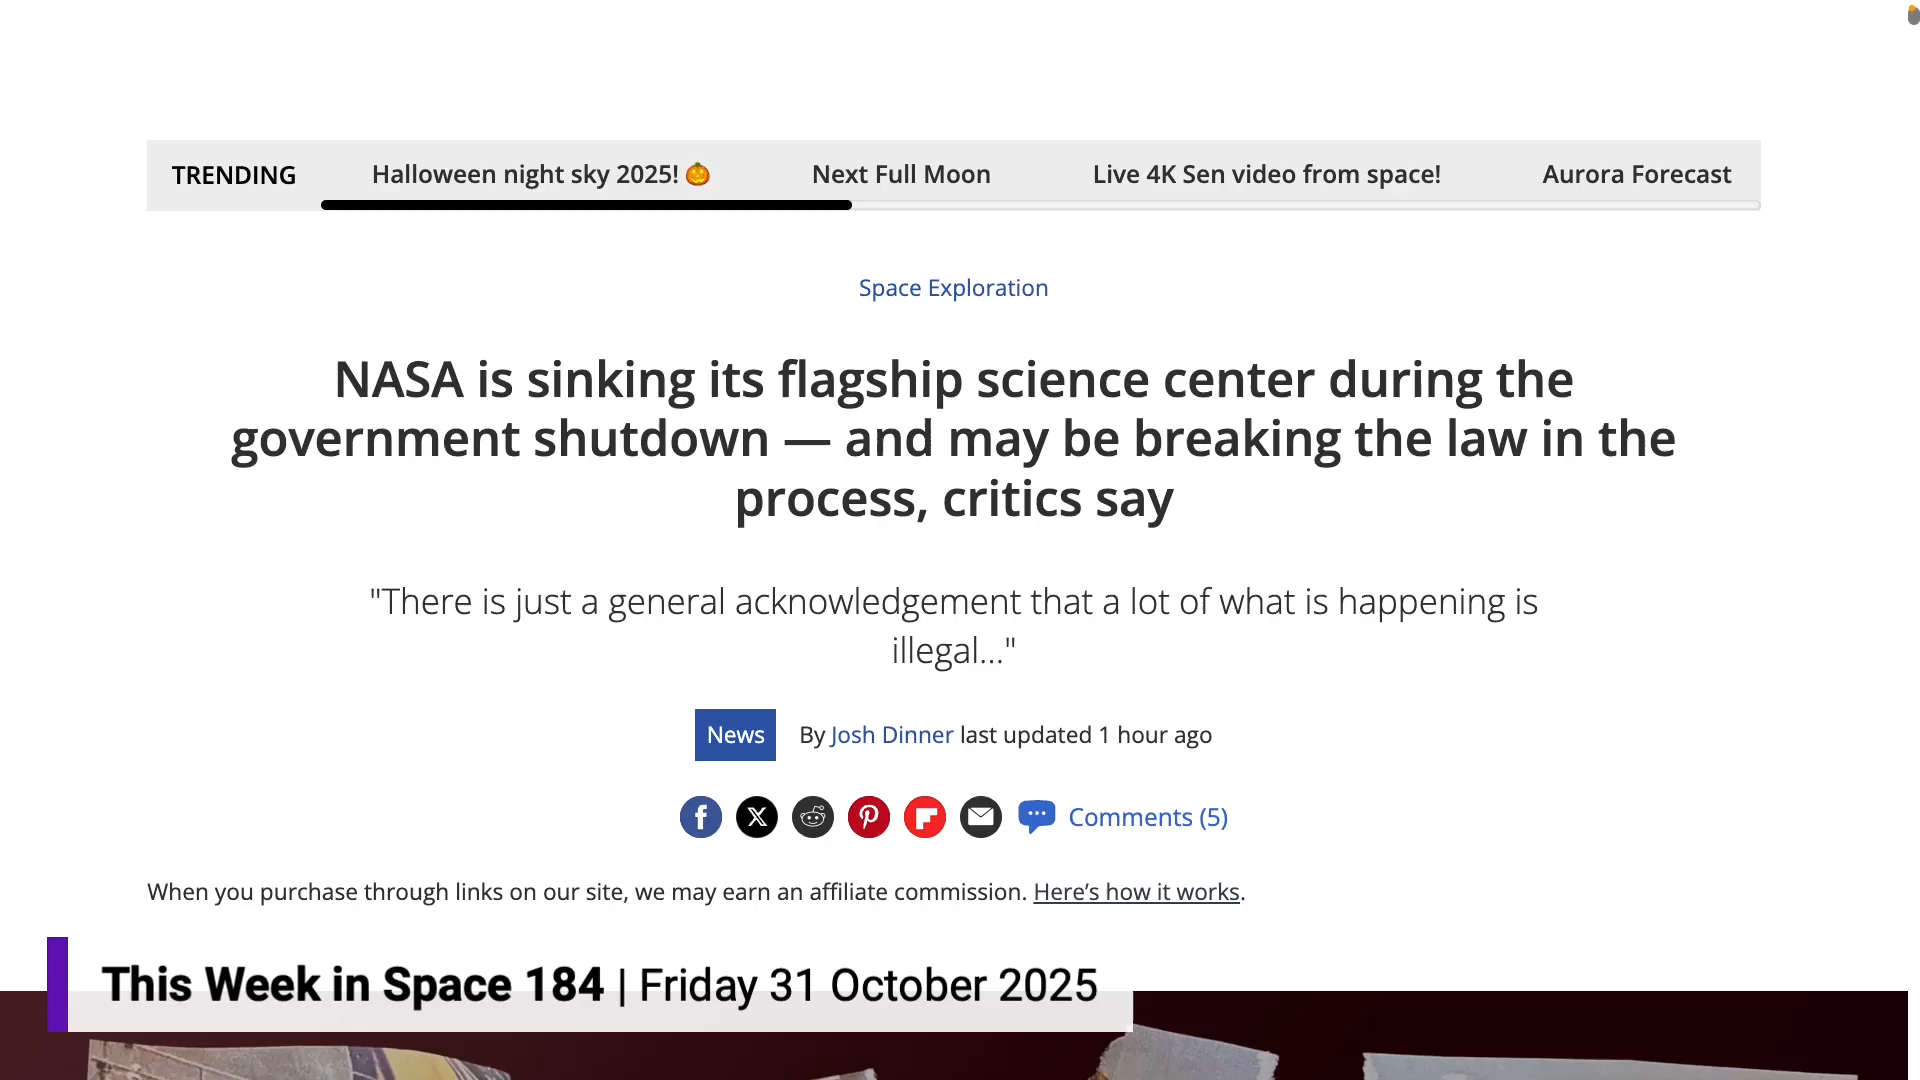 TRENDING Halloween night sky 2025! 🎃 Next Full Moon Live 4K Sen video from space! Aurora Forecast
Space Exploration
NASA is sinking its flagship science center during the
government shutdown — and may be breaking the law in the
process, critics say
"There is just a general acknowledgement that a lot of what is happening is
illegal..."
News By Josh Dinner last updated 1 hour ago
Comments (5)
When you purchase through links on our site, we may earn an affiliate commission. Here's how it works.
This Week in Space 184 | Friday 31 October 2025